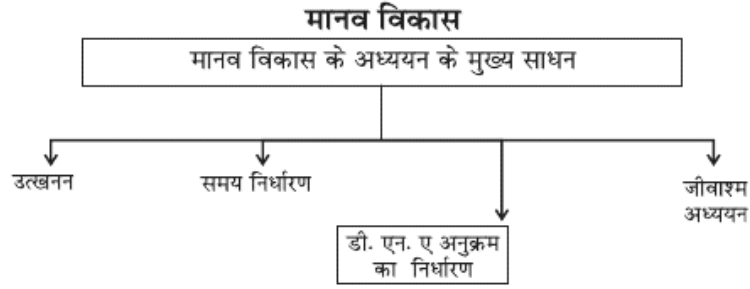 मानव विकास
मानव विकास के अध्ययन के मुख्य साधन
उत्खनन
समय निर्धारण
जीवाश्म
अध्ययन
डी. एन. ए अनुक्रम
का निर्धारण